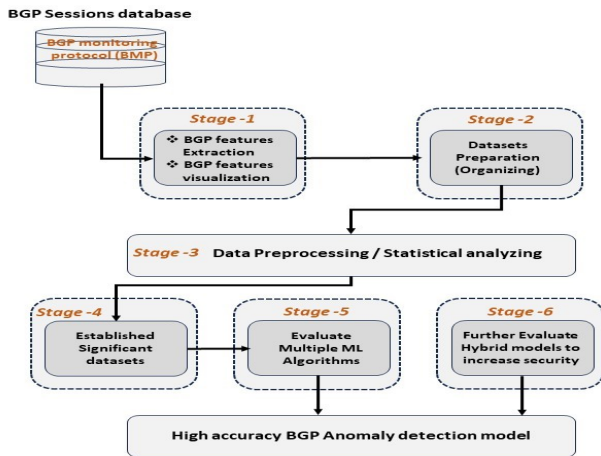 BGP Sessions database
BGP monitoring
protocol (BMP)
Stage -1
❖ BGP features
Extraction
❖ BGP features
visualization
Stage -2
Datasets
Preparation
(Organizing)
Stage -3 Data Preprocessing / Statistical analyzing
Stage -4
Established
Significant
datasets
Stage -5
Evaluate
Multiple ML
Algorithms
Stage -6
Further Evaluate
Hybrid models to
increase security
High accuracy BGP Anomaly detection model